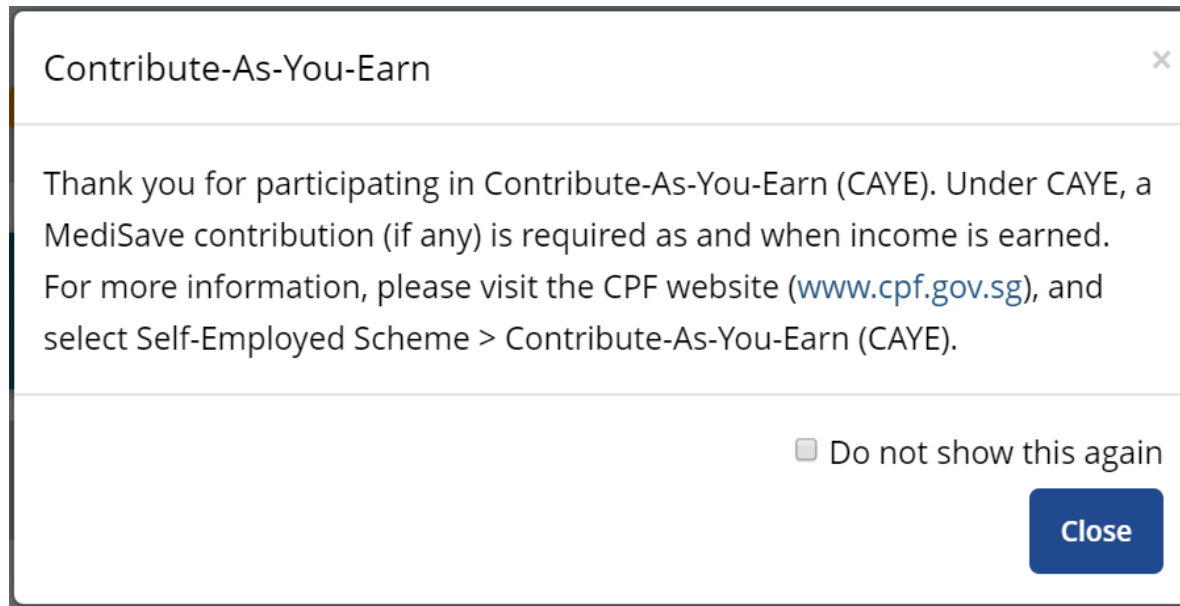 Contribute-As-You-Earn
×
Thank you for participating in Contribute-As-You-Earn (CAYE). Under CAYE, a
MediSave contribution (if any) is required as and when income is earned.
For more information, please visit the CPF website (www.cpf.gov.sg), and
select Self-Employed Scheme > Contribute-As-You-Earn (CAYE).
Do not show this again
Close